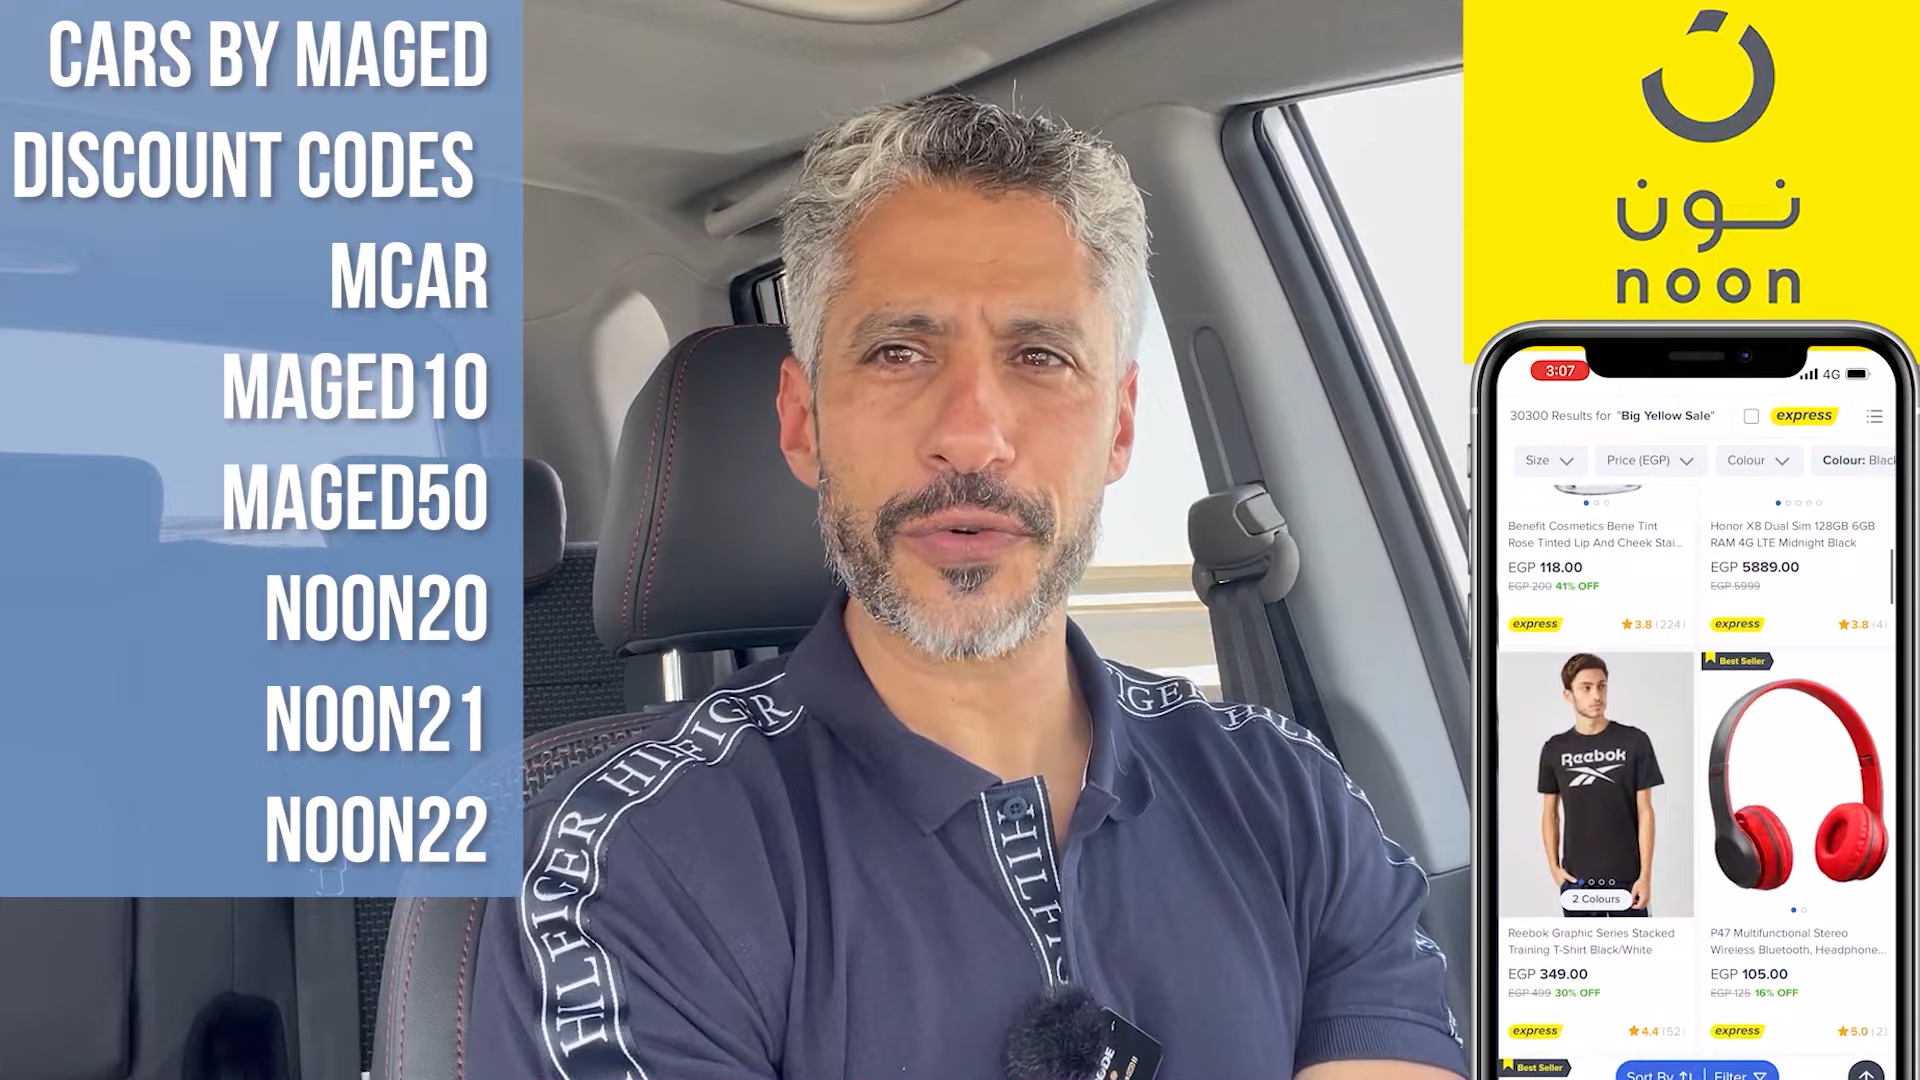 CARS BY MAGED
DISCOUNT CODES
MCAR
MAGED10
MAGED50
NOON20
NOON21
NOON22
نون
noon
3:07
4G
30300 Results for "Big Yellow Sale"
express
Size
Price (EGP)
Colour
Colour: Black
Benefit Cosmetics Bene Tint
Rose Tinted Lip And Cheek Stai...
EGP 118.00
EGP 200 41% OFF
express
3.8 (224)
Honor X8 Dual Sim 128GB 6GB
RAM 4G LTE Midnight Black
EGP 5889.00
EGP 5999
express
3.8 (4)
Reebok
2 Colours
Reebok Graphic Series Stacked
Training T-Shirt Black/White
EGP 349.00
EGP 499 30% OFF
express
4.4 (52)
Best Seller
P47 Multifunctional Stereo
Wireless Bluetooth, Headphone...
EGP 105.00
EGP 125 16% OFF
express
5.0 (2)
Best Seller
Sort By
Filter
HILFIGER HILFIGER
HILFIGER